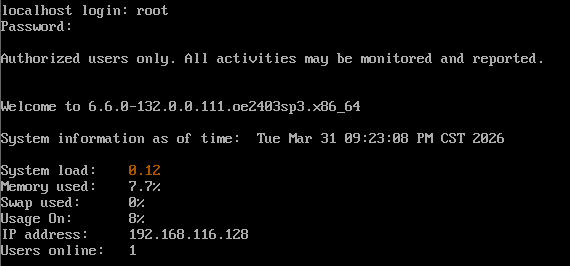 localhost login: root
Password:
Authorized users only. All activities may be monitored and reported.
Welcome to 6.6.0-132.0.0.111.oe2403sp3.x86_64
System information as of time:  Tue Mar 31 09:23:08 PM CST 2026
System load:    0.12
Memory used:    7.7%
Swap used:      0%
Usage On:       8%
IP address:     192.168.116.128
Users online:   1